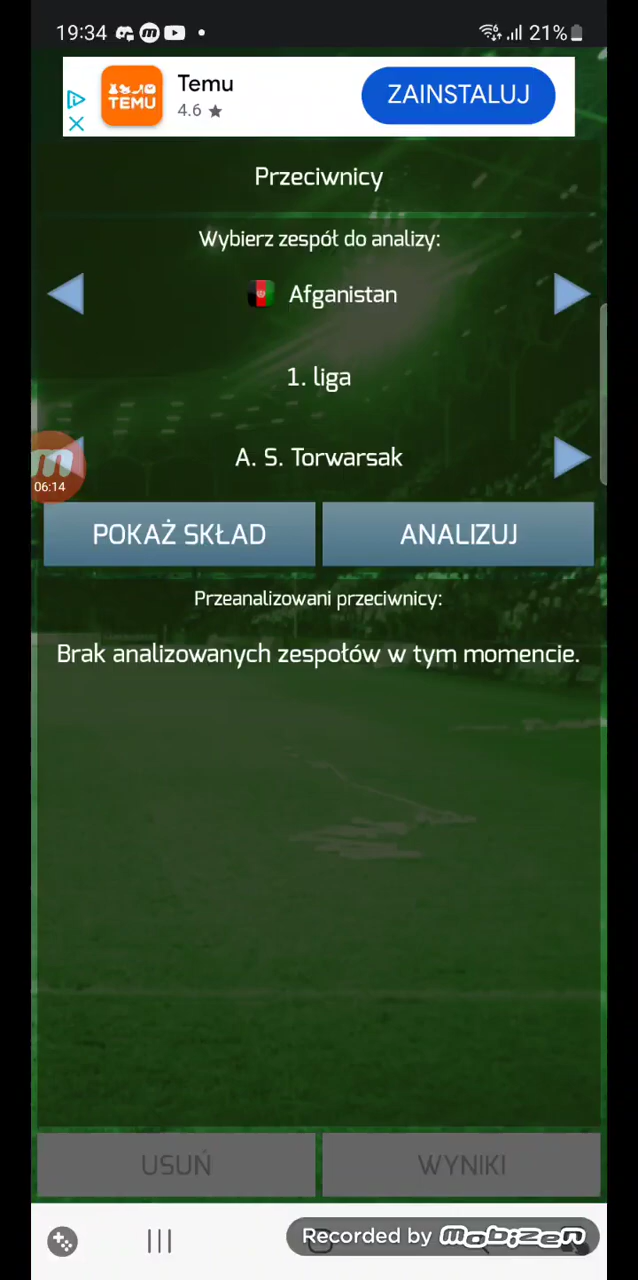 19:34
21%
TEMU
Temu
4.6 ★
ZAINSTALUJ
Przeciwnicy
Wybierz zespół do analizy:
Afganistan
1. liga
A. S. Torwarsak
m
06:14
POKAŻ SKŁAD
ANALIZUJ
Przeanalizowani przeciwnicy:
Brak analizowanych zespołów w tym momencie.
USUŃ
WYNIKI
Recorded by mobizen